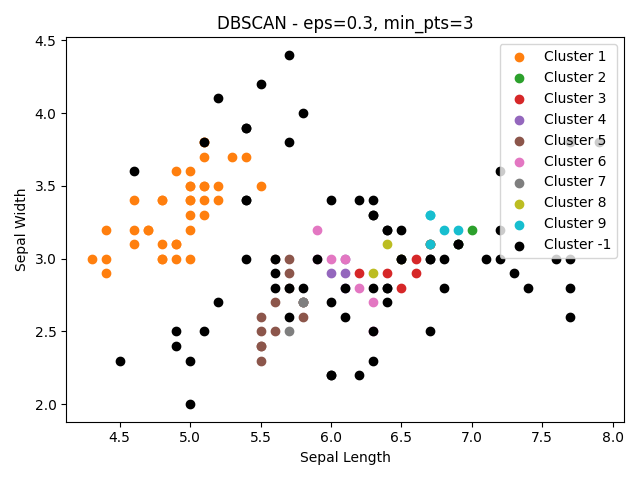 DBSCAN - eps=0.3, min_pts=3
Sepal Width
4.5
4.0
3.5
3.0
2.5
2.0
4.5 5.0 5.5 6.0 6.5 7.0 7.5 8.0
Sepal Length
Cluster 1
Cluster 2
Cluster 3
Cluster 4
Cluster 5
Cluster 6
Cluster 7
Cluster 8
Cluster 9
Cluster -1